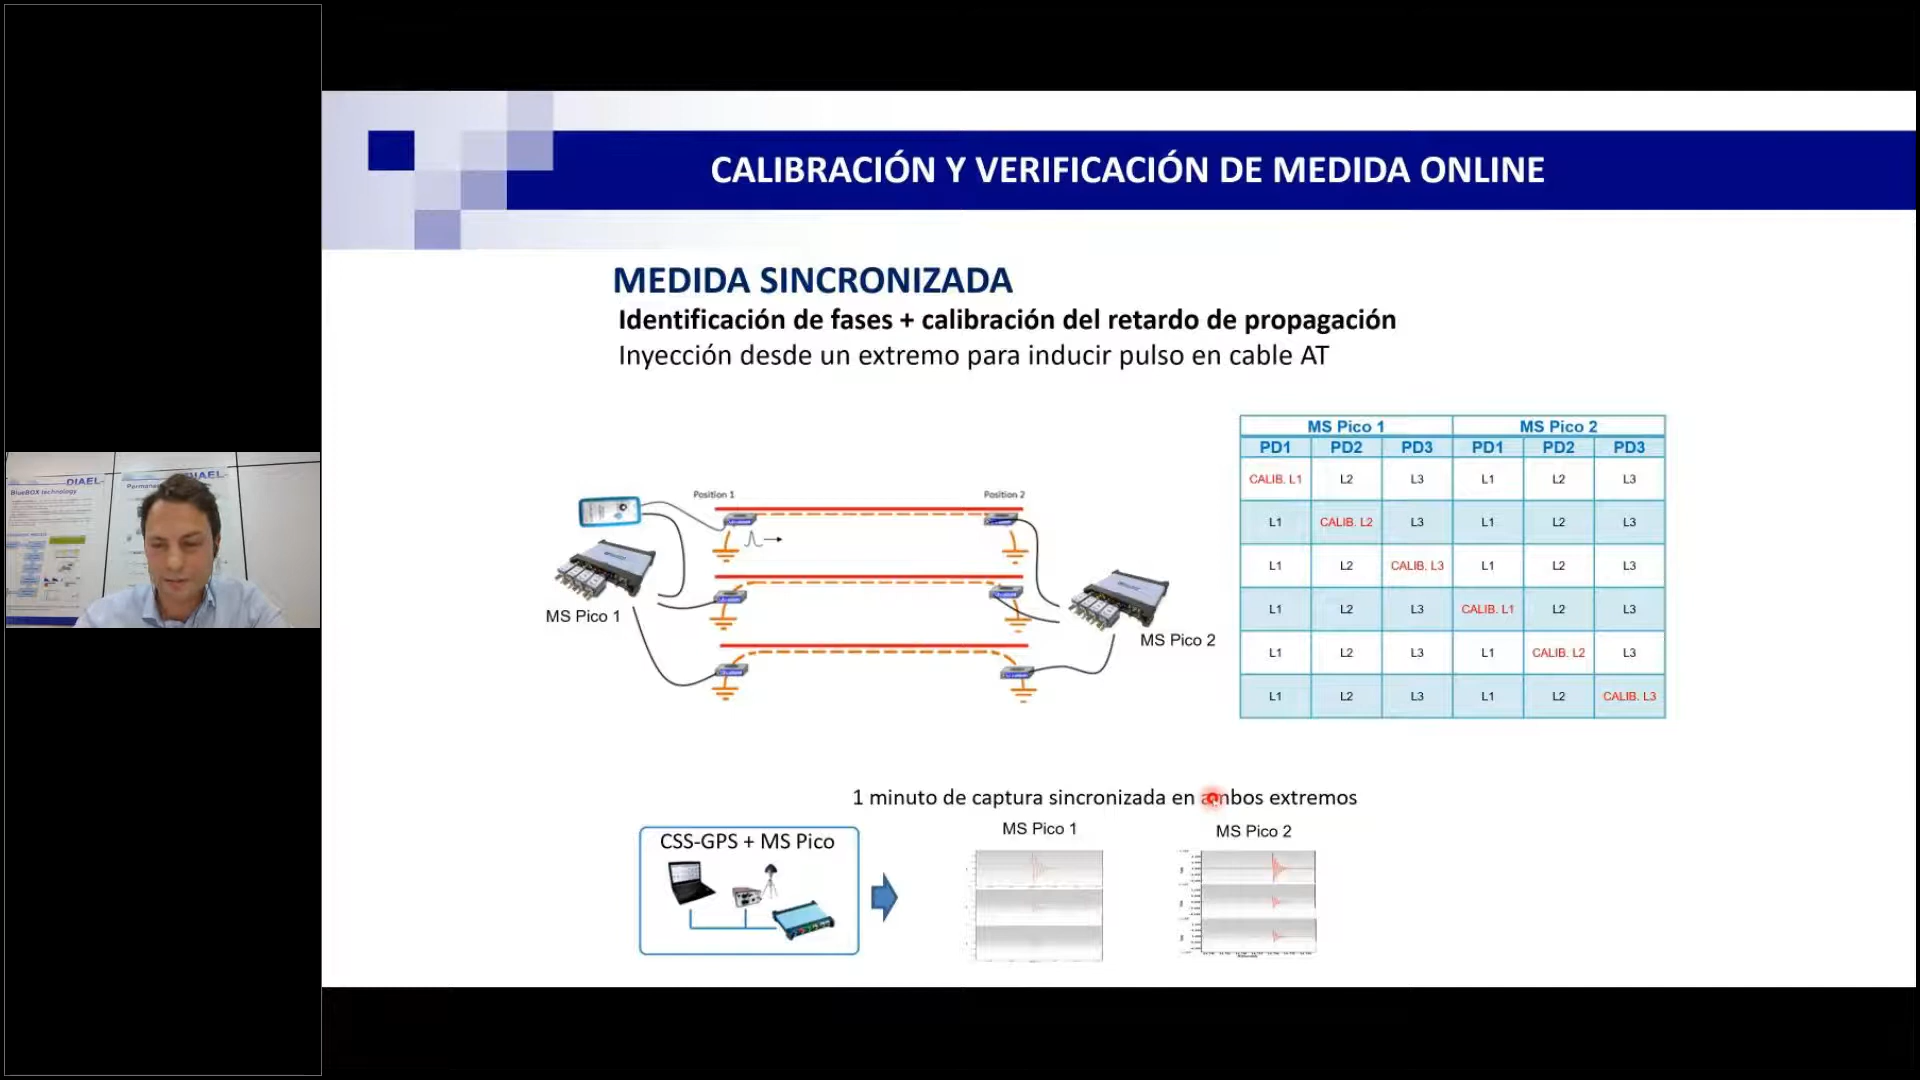 CALIBRACIÓN Y VERIFICACIÓN DE MEDIDA ONLINE
MEDIDA SINCRONIZADA
Identificación de fases + calibración del retardo de propagación
Inyección desde un extremo para inducir pulso en cable AT
Position 1
Position 2
MS Pico 1
MS Pico 2
MS Pico 1 MS Pico 2
PD1 PD2 PD3 PD1 PD2 PD3
CALIB. L1 L2 L3 L1 L2 L3
L1 CALIB. L2 L3 L1 L2 L3
L1 L2 CALIB. L3 L1 L2 L3
L1 L2 L3 CALIB. L1 L2 L3
L1 L2 L3 L1 CALIB. L2 L3
L1 L2 L3 L1 L2 CALIB. L3
1 minuto de captura sincronizada en ambos extremos
CSS-GPS + MS Pico
MS Pico 1
MS Pico 2
DIAEL
BlueBOX technology
DIAEL